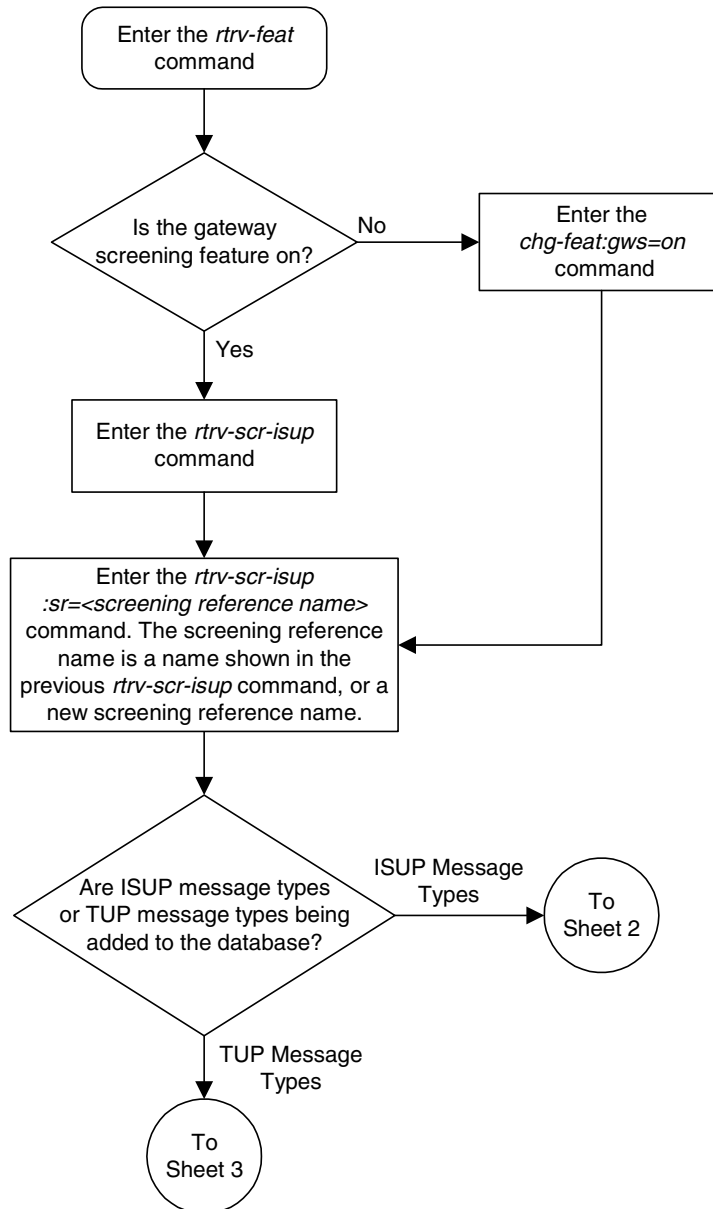 Enter the rtrv-feat
command
Is the gateway
screening feature on?
No
Enter the
chg-feat:gws=on
command
Yes
Enter the rtrv-scr-isup
command
Enter the rtrv-scr-isup
:sr=<screening reference name>
command. The screening reference
name is a name shown in the
previous rtrv-scr-isup command, or a
new screening reference name.
Are ISUP message types
or TUP message types being
added to the database?
ISUP Message
Types
To
Sheet 2
TUP Message
Types
To
Sheet 3